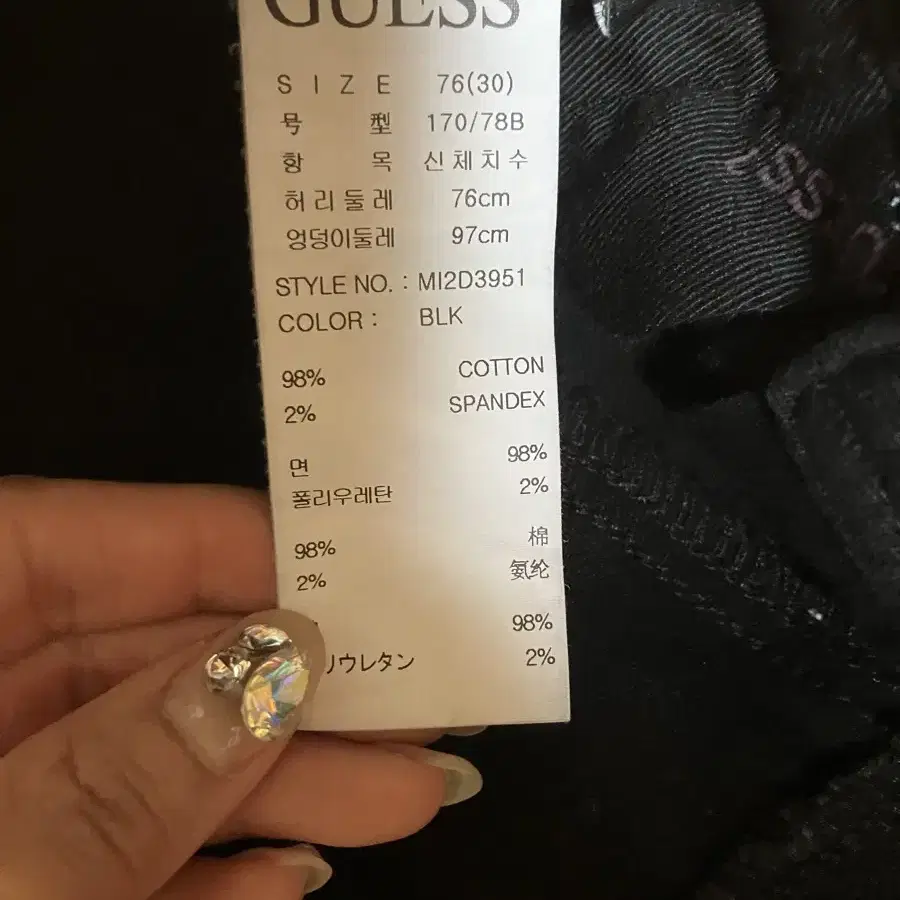 GUESS
SIZE 76(30)
号 型 170/78B
항 목 신체치수
허리둘레 76cm
엉덩이둘레 97cm
STYLE NO. : MI2D3951
COLOR : BLK
98% COTTON
2% SPANDEX
면 98%
폴리우레탄 2%
98% 棉
2% 氨纶
98%
リウレタン 2%